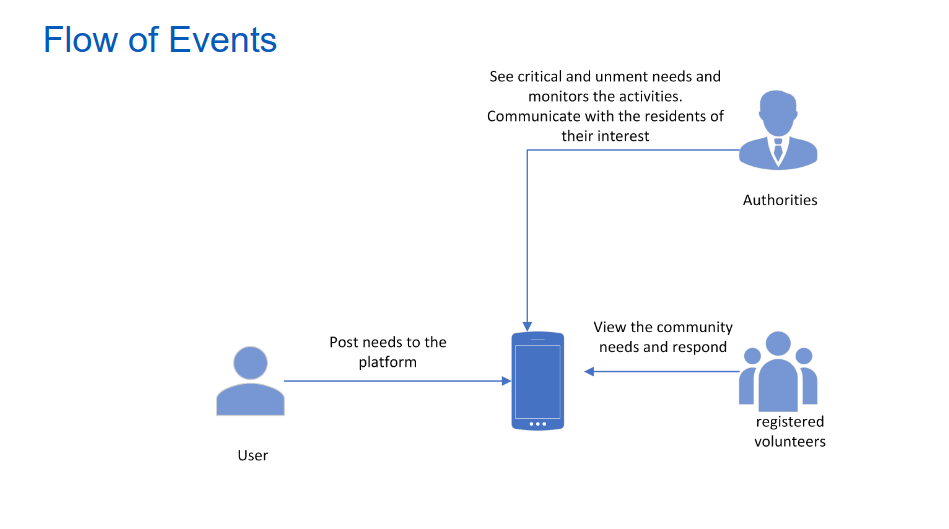 Flow of Events
See critical and unment needs and
monitors the activities.
Communicate with the residents of
their interest
Authorities
Post needs to the
platform
View the community
needs and respond
registered
volunteers
User